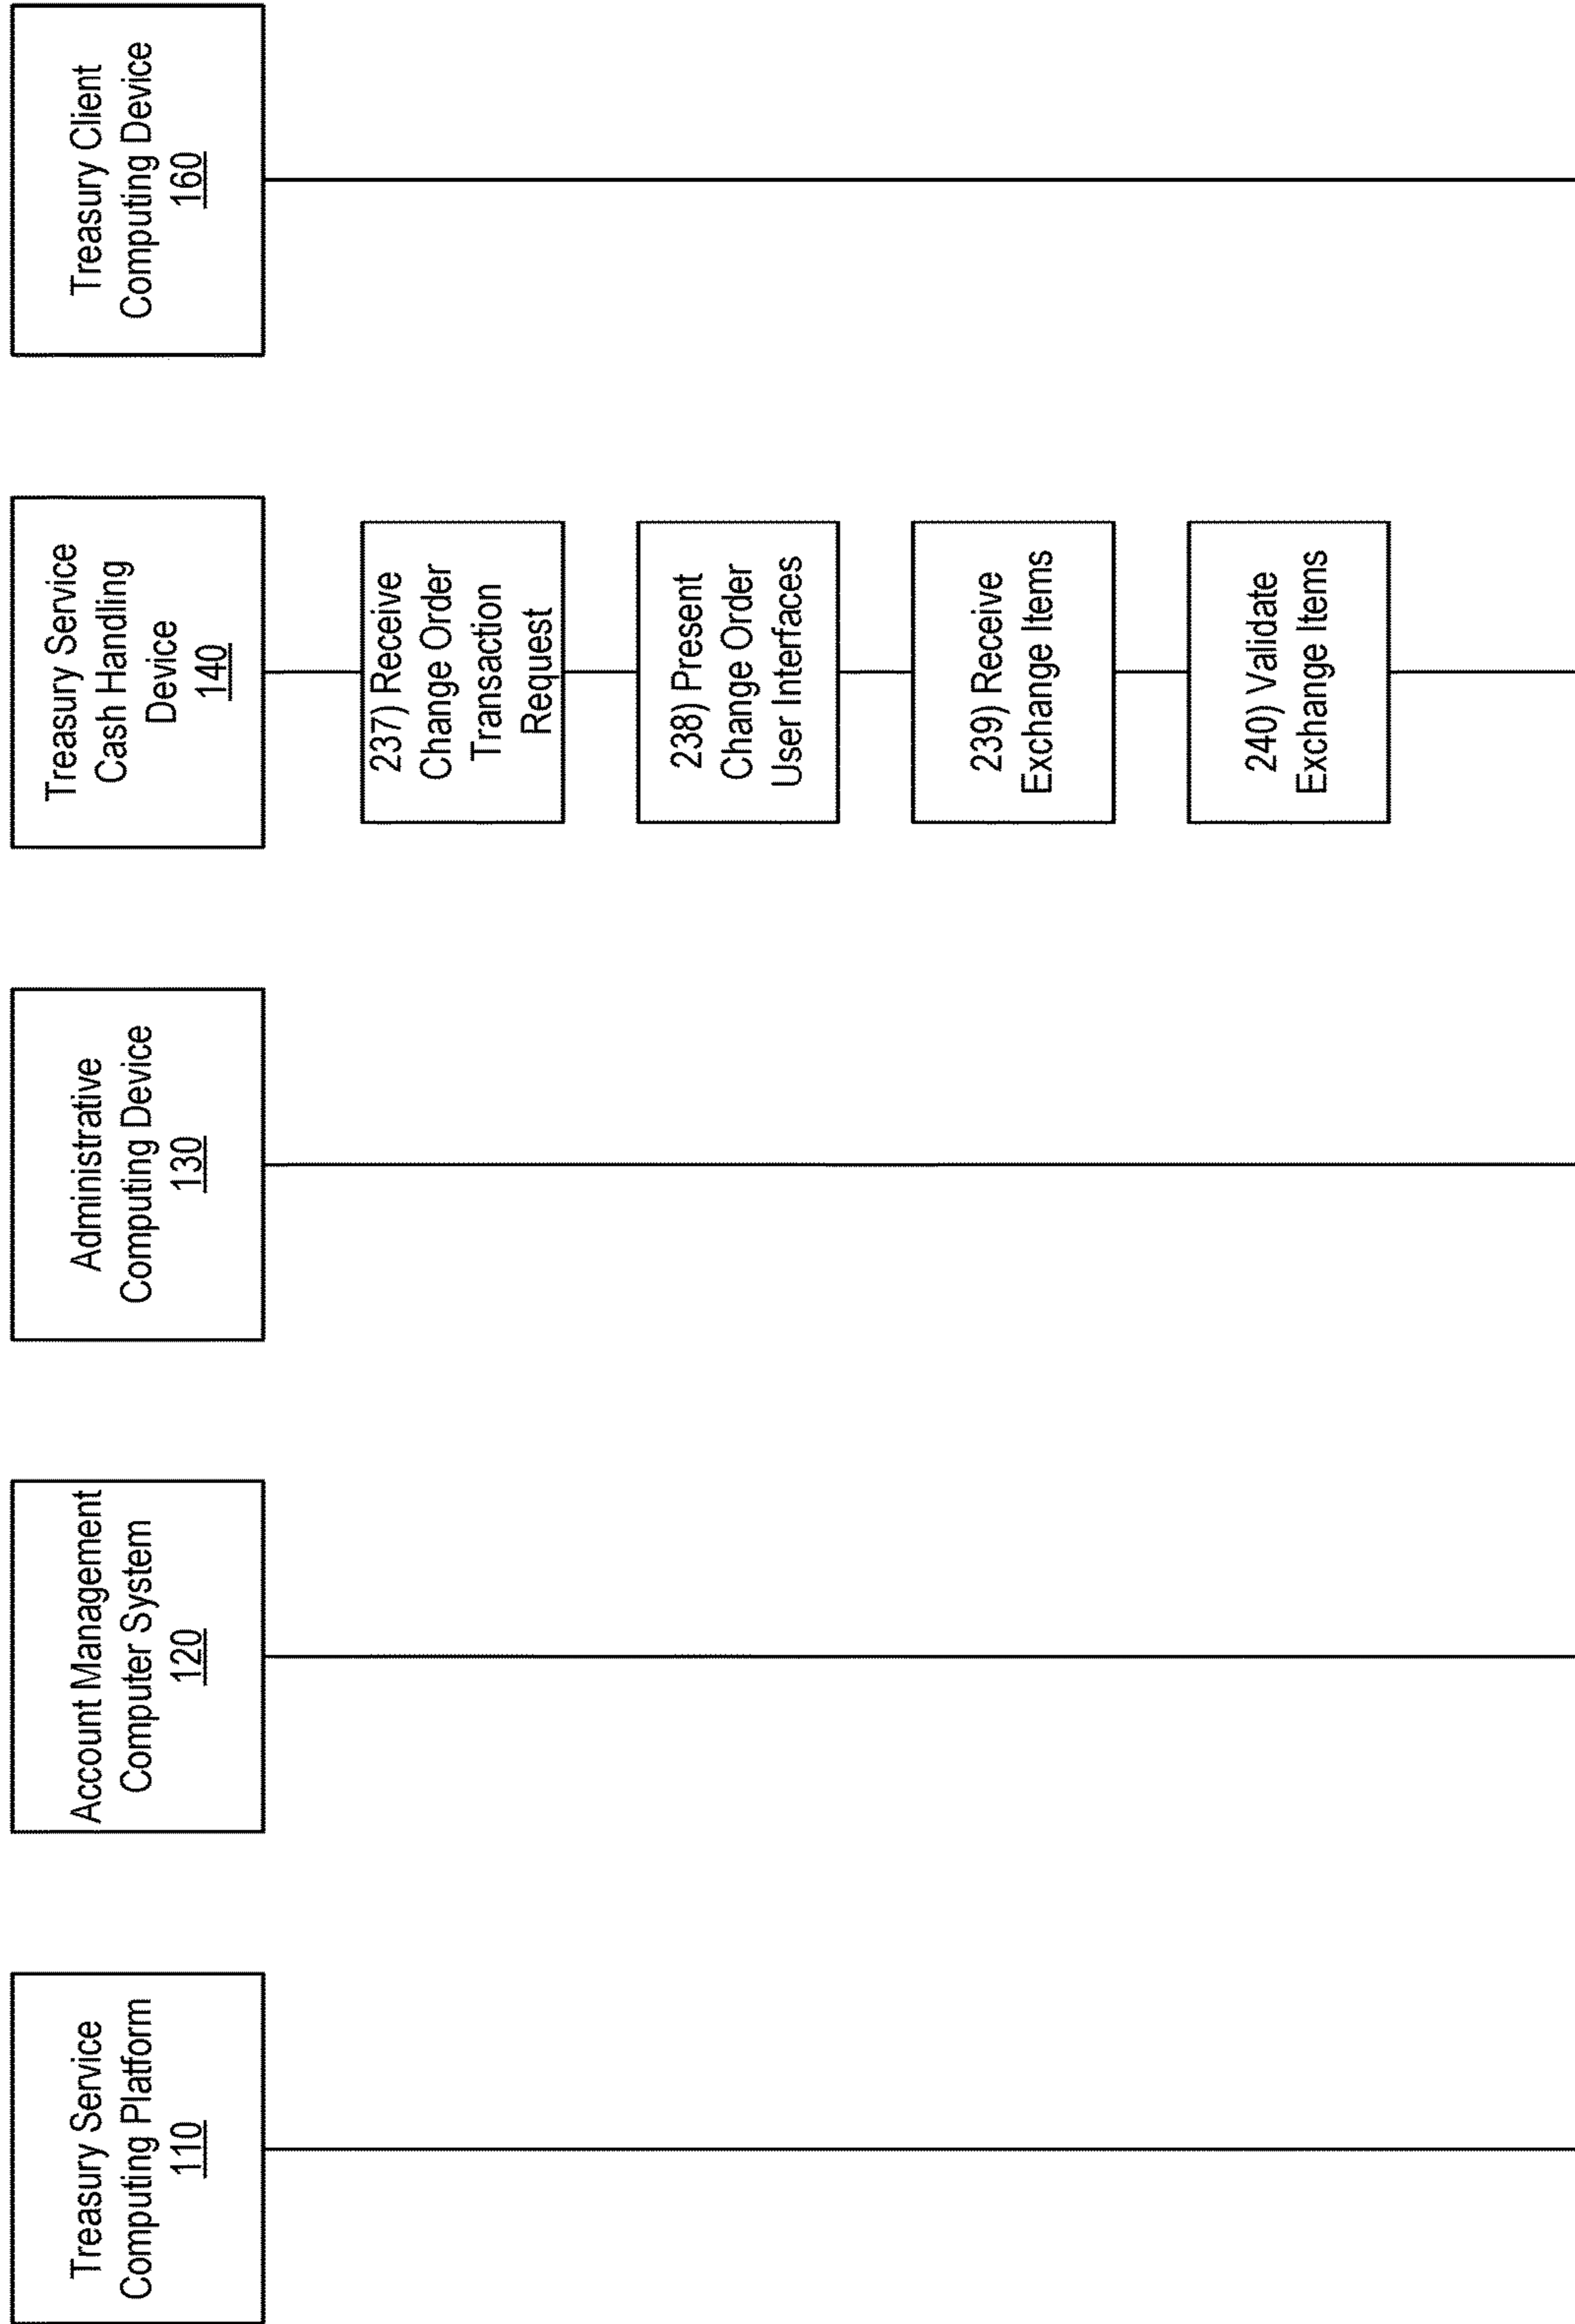 Treasury Service
Computing Platform
110
Account Management
Computer System
120
Administrative
Computing Device
130
Treasury Service
Cash Handling
Device
140
Treasury Client
Computing Device
160
237) Receive
Change Order
Transaction
Request
238) Present
Change Order
User Interfaces
239) Receive
Exchange Items
240) Validate
Exchange Items